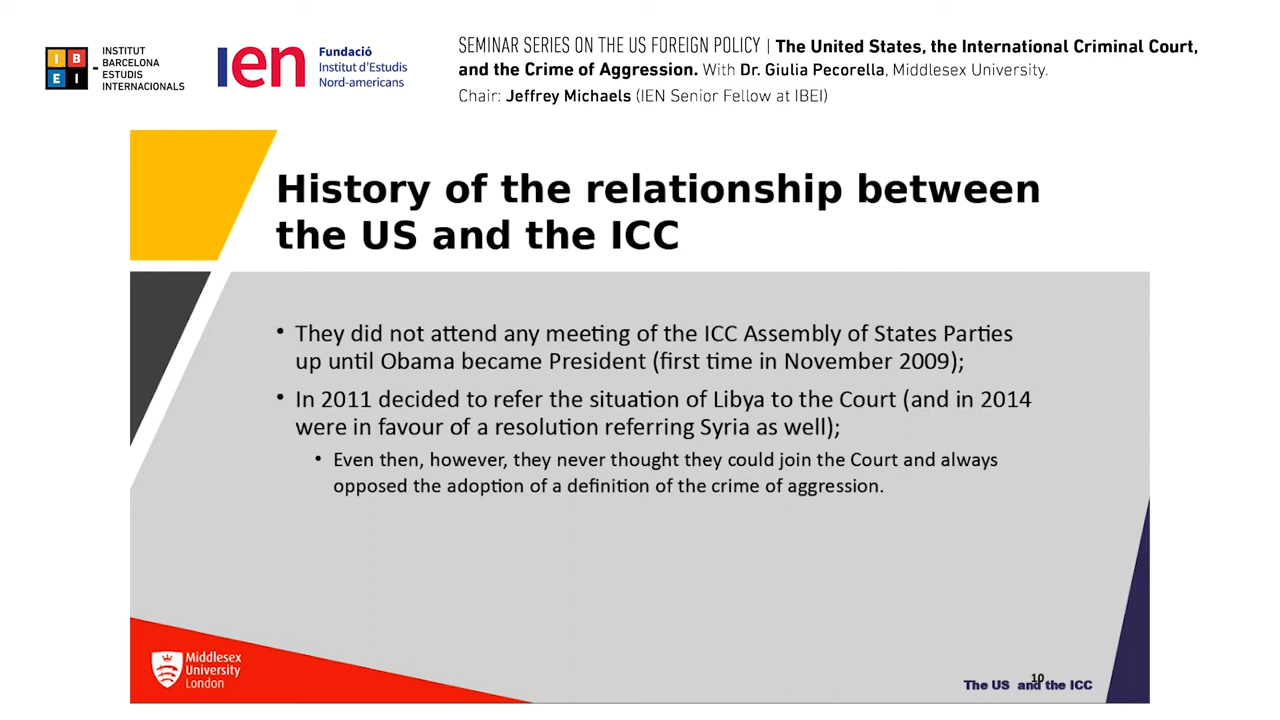 I B
E I
INSTITUT
BARCELONA
ESTUDIS
INTERNACIONALS
ien
Fundació
Institut d'Estudis
Nord-americans
SEMINAR SERIES ON THE US FOREIGN POLICY | The United States, the International Criminal Court,
and the Crime of Aggression. With Dr. Giulia Pecorella, Middlesex University.
Chair: Jeffrey Michaels (IEN Senior Fellow at IBEI)
History of the relationship between
the US and the ICC
• They did not attend any meeting of the ICC Assembly of States Parties
up until Obama became President (first time in November 2009);
• In 2011 decided to refer the situation of Libya to the Court (and in 2014
were in favour of a resolution referring Syria as well);
• Even then, however, they never thought they could join the Court and always
opposed the adoption of a definition of the crime of aggression.
Middlesex
University
London
10
The US and the ICC